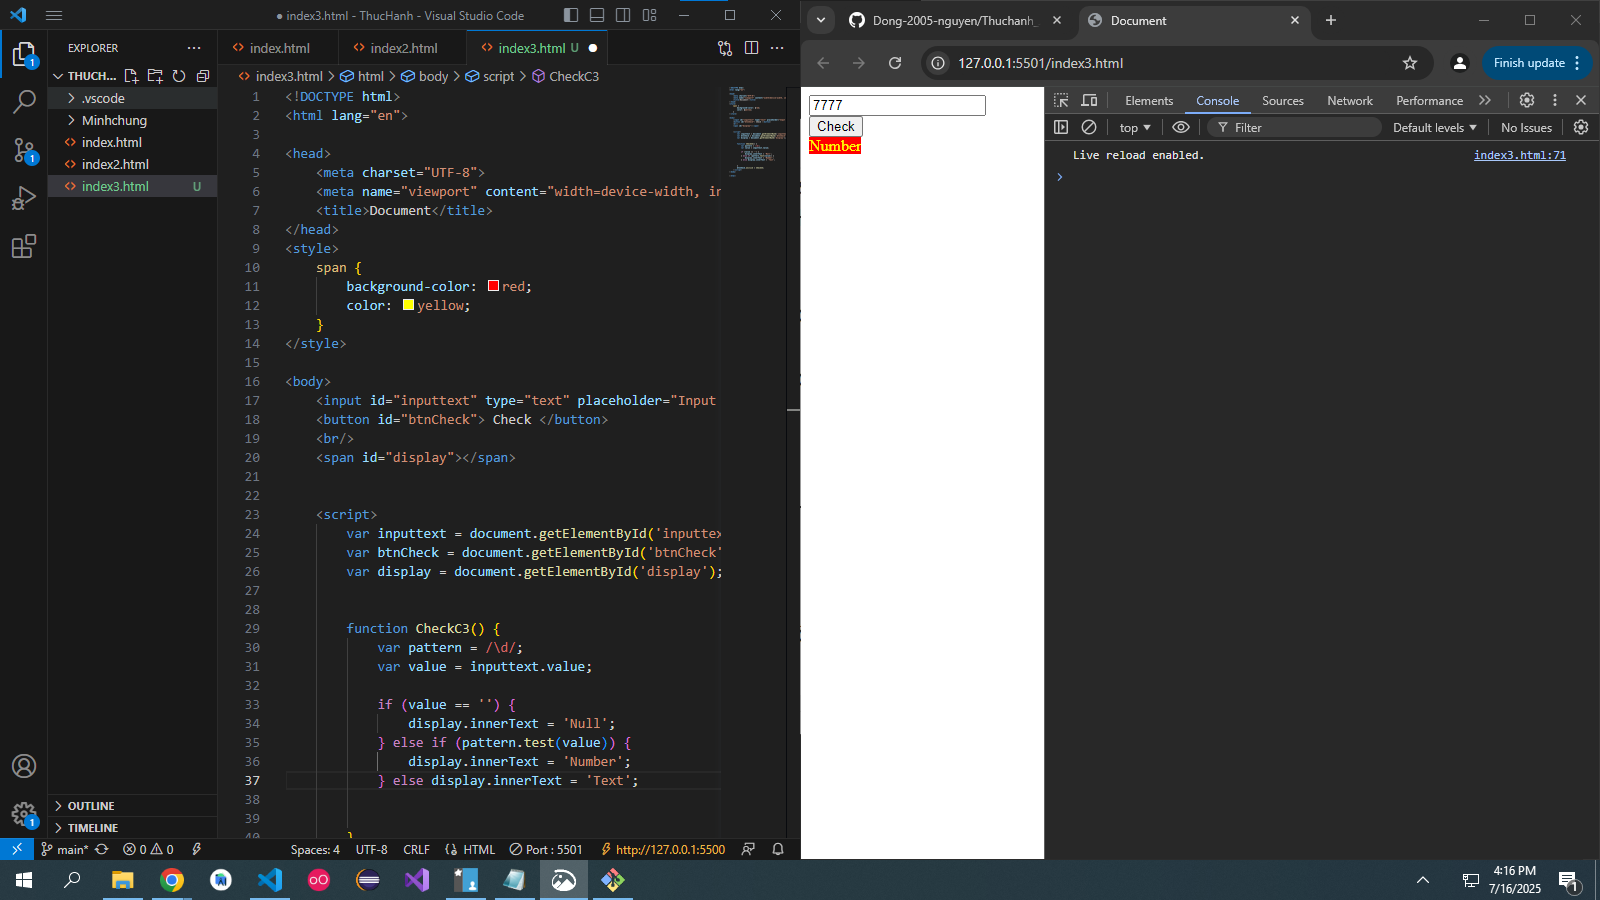 ● index3.html - ThucHanh - Visual Studio Code
EXPLORER
THUCH...
.vscode
Minhchung
index.html
index2.html
index3.html U
OUTLINE
TIMELINE
index.html
index2.html
index3.html U
index3.html > html > body > script > CheckC3
1 <!DOCTYPE html>
2 <html lang="en">
3
4 <head>
5 <meta charset="UTF-8">
6 <meta name="viewport" content="width=device-width, in
7 <title>Document</title>
8 </head>
9 <style>
10 span {
11 background-color: red;
12 color: yellow;
13 }
14 </style>
15
16 <body>
17 <input id="inputtext" type="text" placeholder="Input
18 <button id="btnCheck"> Check </button>
19 <br/>
20 <span id="display"></span>
21
22
23 <script>
24 var inputtext = document.getElementById('inputtex
25 var btnCheck = document.getElementById('btnCheck'
26 var display = document.getElementById('display');
27
28
29 function CheckC3() {
30 var pattern = /\d/;
31 var value = inputtext.value;
32
33 if (value == '') {
34 display.innerText = 'Null';
35 } else if (pattern.test(value)) {
36 display.innerText = 'Number';
37 } else display.innerText = 'Text';
38
39
40 }
main* 0 0 Spaces: 4 UTF-8 CRLF HTML Port : 5501 http://127.0.0.1:5500
Dong-2005-nguyen/Thuchanh_
Document
127.0.0.1:5501/index3.html
Finish update
7777
Check
Number
Elements Console Sources Network Performance
top Filter Default levels No Issues
Live reload enabled. index3.html:71
4:16 PM
7/16/2025
1